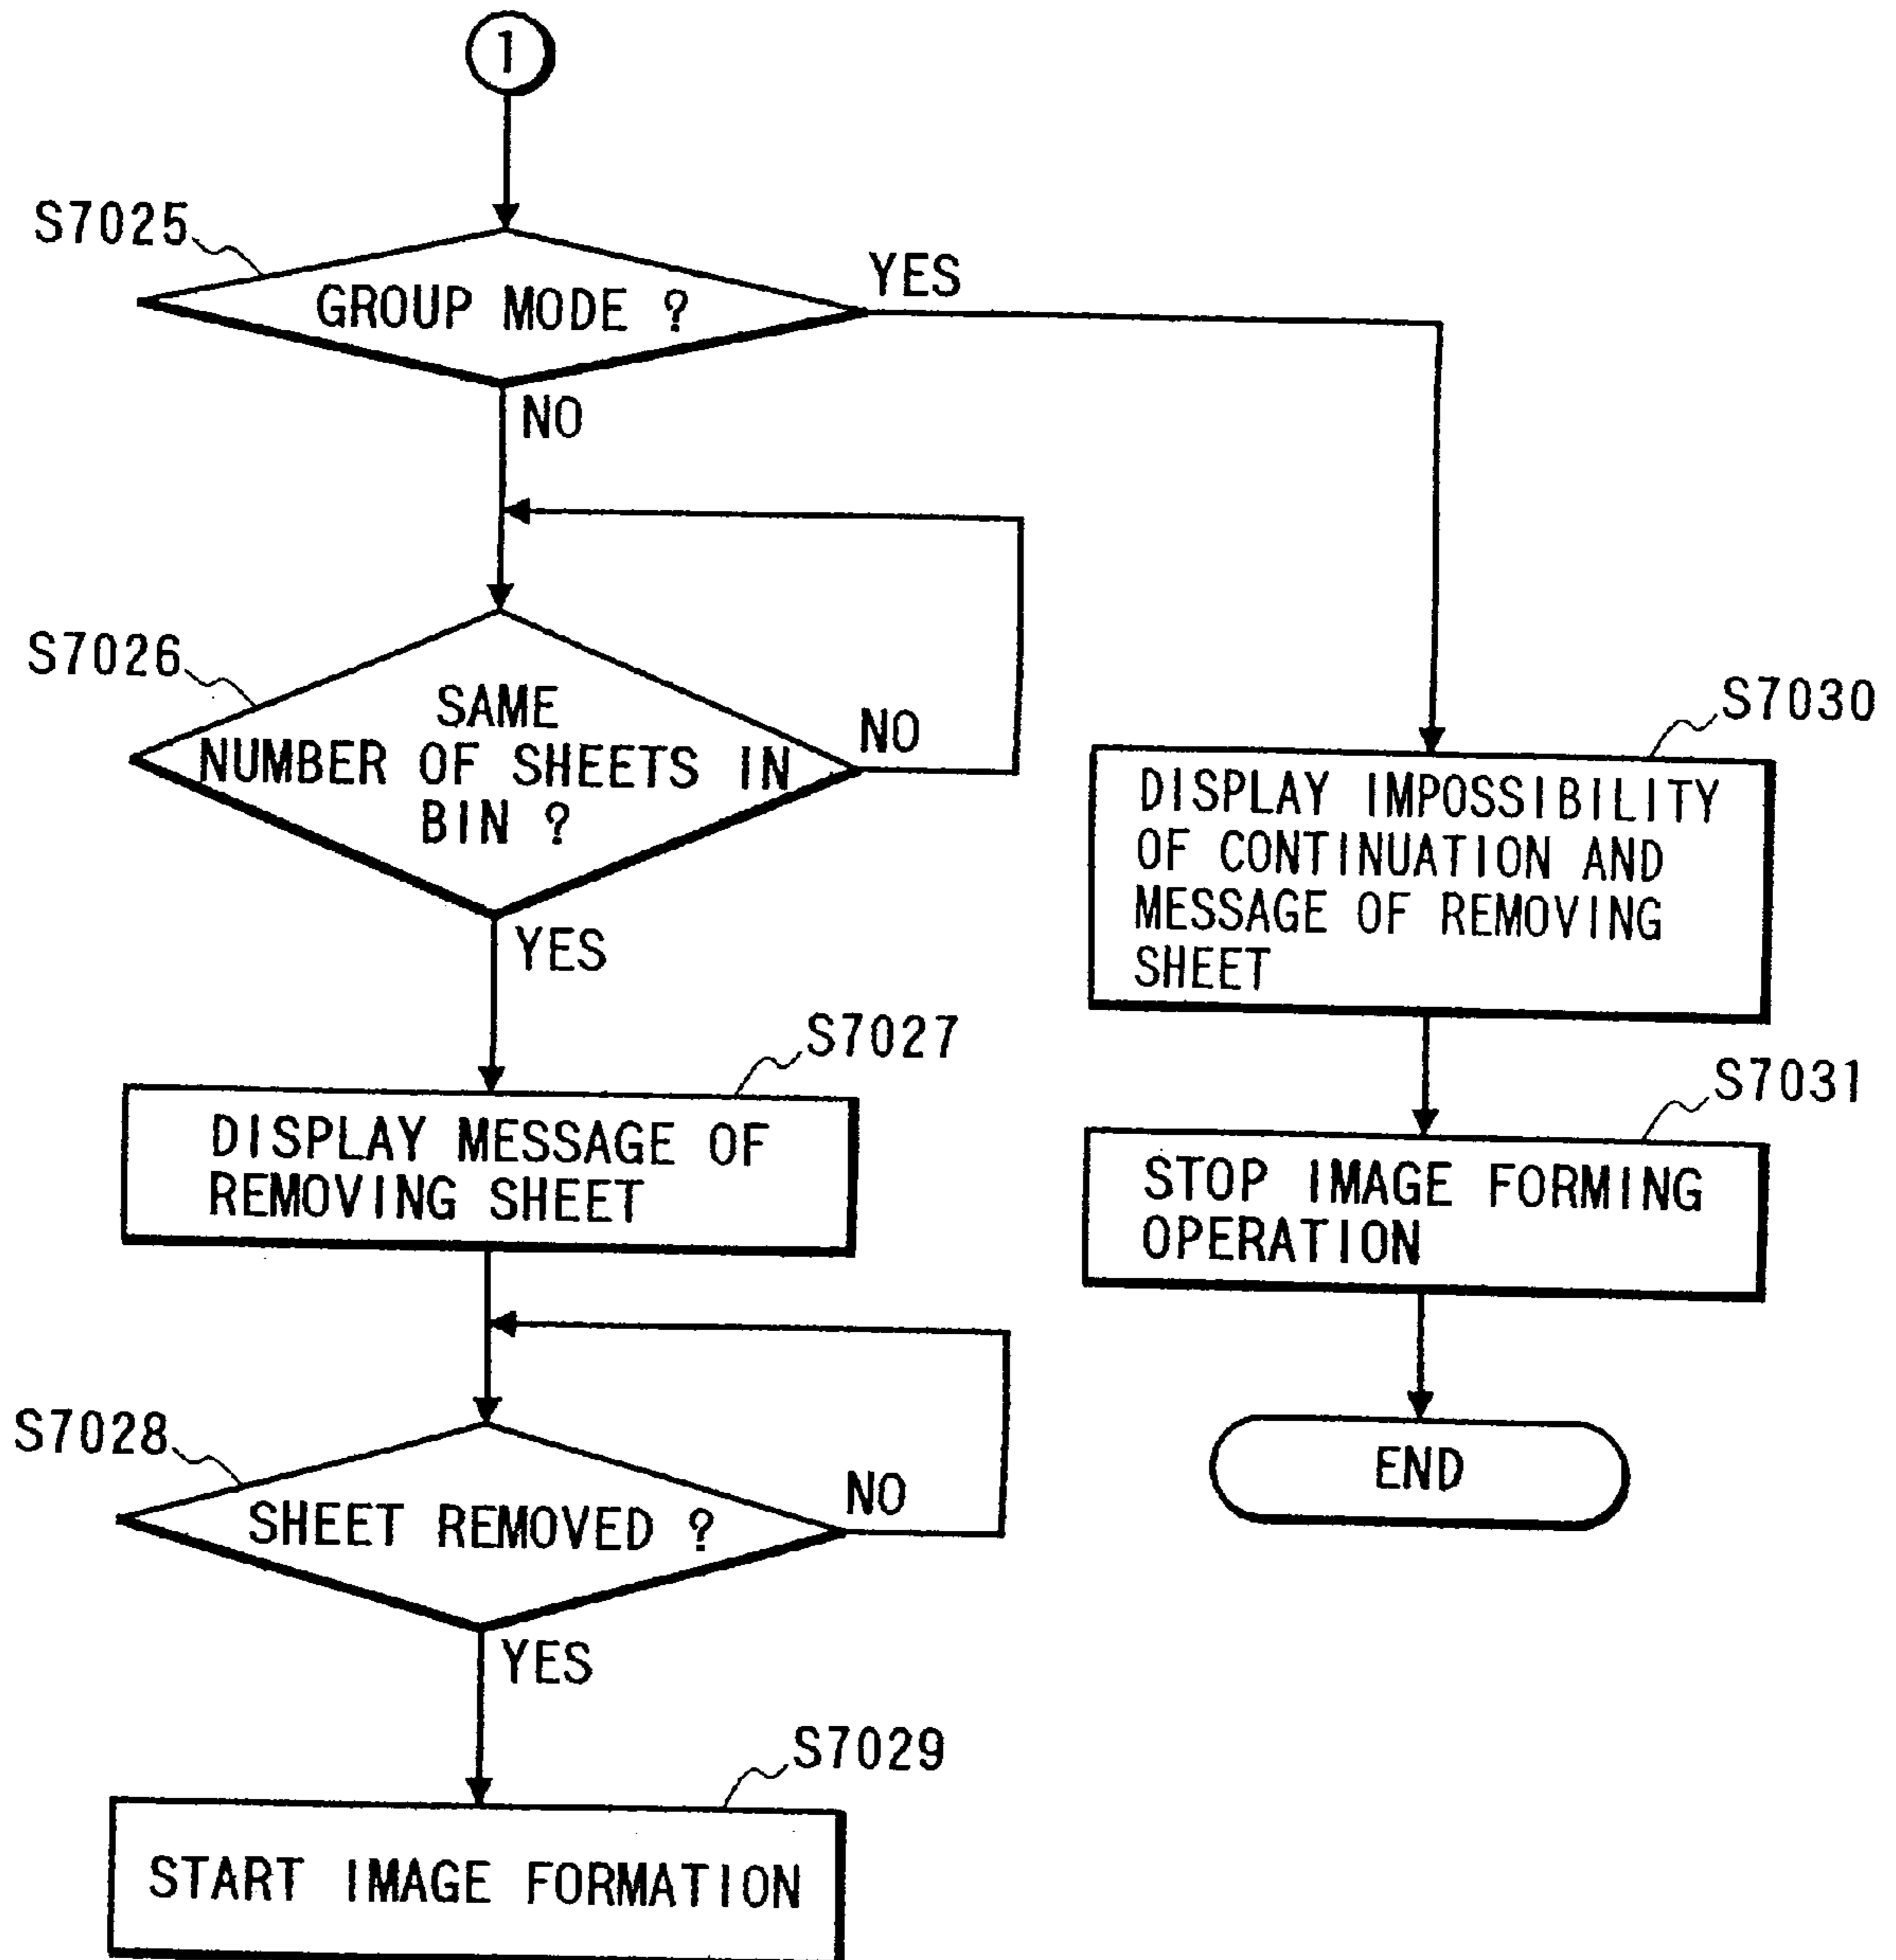 1
S7025
GROUP MODE ?
YES
NO
S7026
SAME
NUMBER OF SHEETS IN
BIN ?
NO
YES
S7027
DISPLAY MESSAGE OF
REMOVING SHEET
S7028
SHEET REMOVED ?
NO
YES
S7029
START IMAGE FORMATION
S7030
DISPLAY IMPOSSIBILITY
OF CONTINUATION AND
MESSAGE OF REMOVING
SHEET
S7031
STOP IMAGE FORMING
OPERATION
END